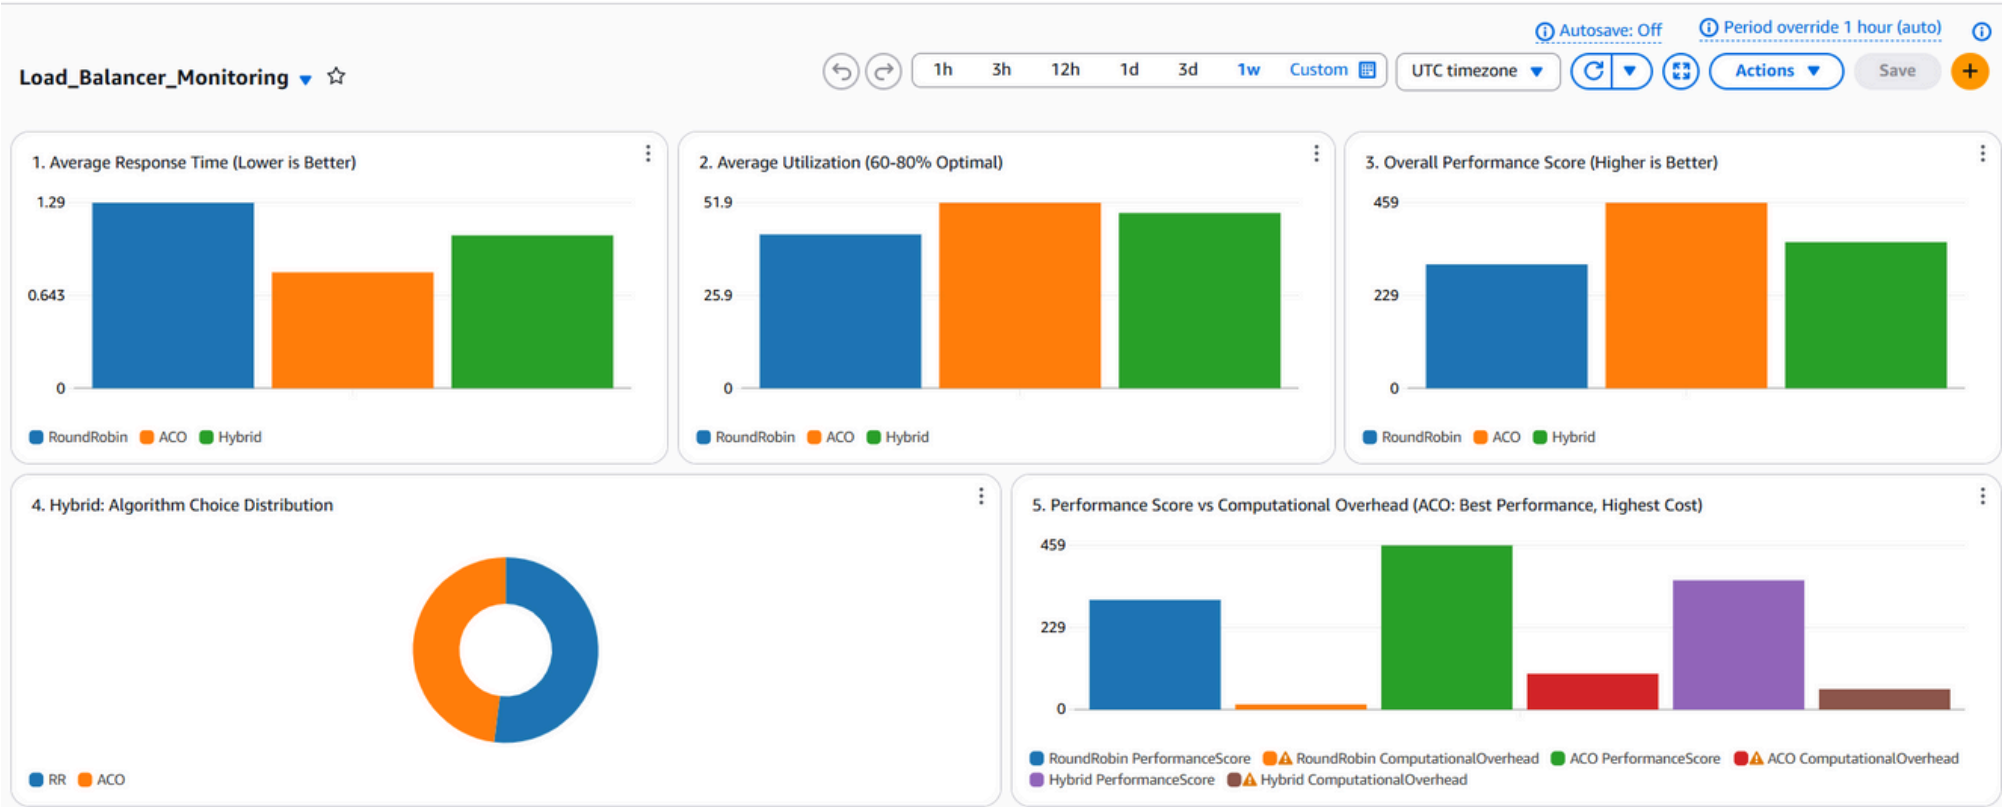 Autosave: Off Period override 1 hour (auto)
Load_Balancer_Monitoring 1h 3h 12h 1d 3d 1w Custom UTC timezone Actions Save +
1. Average Response Time (Lower is Better)
1.29
0.643
0
RoundRobin ACO Hybrid
2. Average Utilization (60-80% Optimal)
51.9
25.9
0
RoundRobin ACO Hybrid
3. Overall Performance Score (Higher is Better)
459
229
0
RoundRobin ACO Hybrid
4. Hybrid: Algorithm Choice Distribution
RR ACO
5. Performance Score vs Computational Overhead (ACO: Best Performance, Highest Cost)
459
229
0
RoundRobin PerformanceScore RoundRobin ComputationalOverhead ACO PerformanceScore ACO ComputationalOverhead
Hybrid PerformanceScore Hybrid ComputationalOverhead